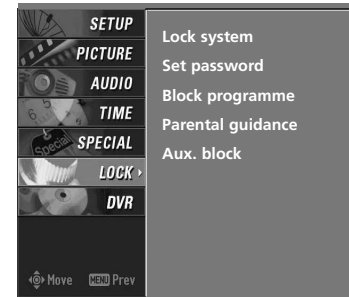 SETUP
PICTURE
AUDIO
TIME
SPECIAL
LOCK
DVR
Move MENU Prev
Lock system
Set password
Block programme
Parental guidance
Aux. block